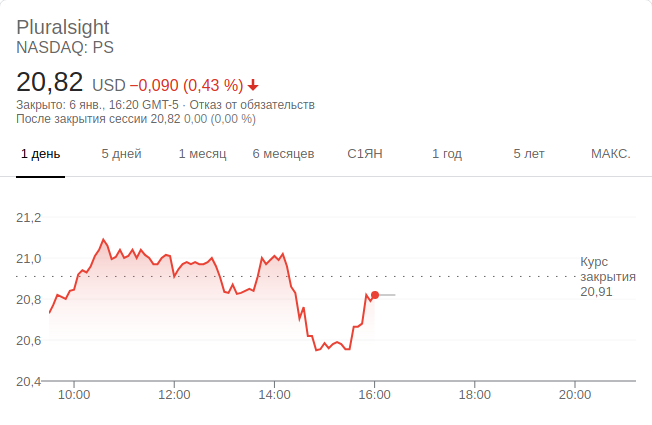 Pluralsight
NASDAQ: PS
20,82 USD −0,090 (0,43 %)
Закрыто: 6 янв., 16:20 GMT-5 · Отказ от обязательств
После закрытия сессии 20,82 0,00 (0,00 %)
1 день 5 дней 1 месяц 6 месяцев С1ЯН 1 год 5 лет МАКС.
21,2
21,0
Курс
закрытия
20,91
20,8
20,6
20,4
10:00 12:00 14:00 16:00 18:00 20:00